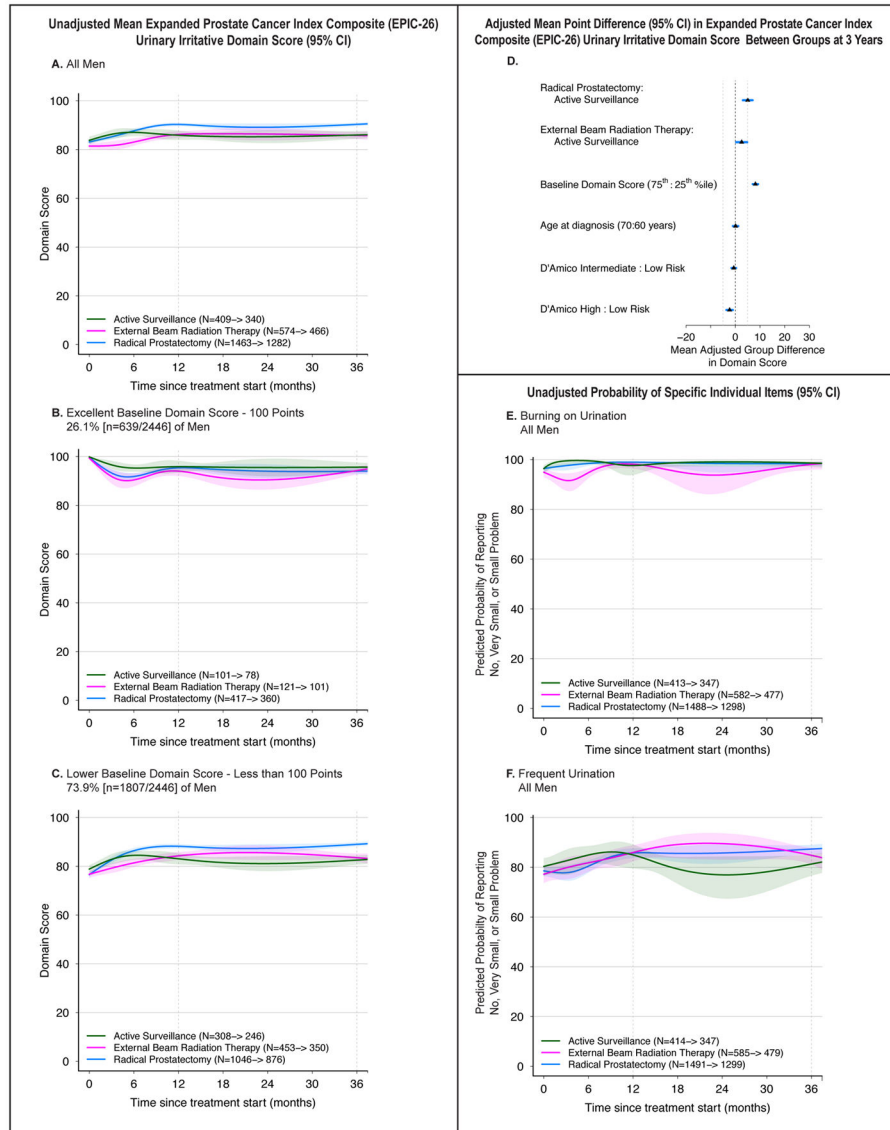 Unadjusted Mean Expanded Prostate Cancer Index Composite (EPIC-26)
Urinary Irritative Domain Score (95% CI)
A. All Men
100
80
60
40
20
0
Domain Score
Active Surveillance (N=409–> 340)
External Beam Radiation Therapy (N=574–> 466)
Radical Prostatectomy (N=1463–> 1282)
0 6 12 18 24 30 36
Time since treatment start (months)
B. Excellent Baseline Domain Score - 100 Points
26.1% [n=639/2446] of Men
100
80
60
40
20
0
Domain Score
Active Surveillance (N=101–> 78)
External Beam Radiation Therapy (N=121–> 101)
Radical Prostatectomy (N=417–> 360)
0 6 12 18 24 30 36
Time since treatment start (months)
C. Lower Baseline Domain Score - Less than 100 Points
73.9% [n=1807/2446] of Men
100
80
60
40
20
0
Domain Score
Active Surveillance (N=308–> 246)
External Beam Radiation Therapy (N=453–> 350)
Radical Prostatectomy (N=1046–> 876)
0 6 12 18 24 30 36
Time since treatment start (months)
Adjusted Mean Point Difference (95% CI) in Expanded Prostate Cancer Index
Composite (EPIC-26) Urinary Irritative Domain Score Between Groups at 3 Years
D.
Radical Prostatectomy:
Active Surveillance
External Beam Radiation Therapy:
Active Surveillance
Baseline Domain Score (75th : 25th %ile)
Age at diagnosis (70:60 years)
D'Amico Intermediate : Low Risk
D'Amico High : Low Risk
−20 0 10 30
Mean Adjusted Group Difference
in Domain Score
Unadjusted Probability of Specific Individual Items (95% CI)
E. Burning on Urination
All Men
100
80
60
40
20
0
Predicted Probabilty of Reporting
No, Very Small, or Small Problem
Active Surveillance (N=413–> 347)
External Beam Radiation Therapy (N=582–> 477)
Radical Prostatectomy (N=1488–> 1298)
0 6 12 18 24 30 36
Time since treatment start (months)
F. Frequent Urination
All Men
100
80
60
40
20
0
Predicted Probabilty of Reporting
No, Very Small, or Small Problem
Active Surveillance (N=414–> 347)
External Beam Radiation Therapy (N=585–> 479)
Radical Prostatectomy (N=1491–> 1299)
0 6 12 18 24 30 36
Time since treatment start (months)